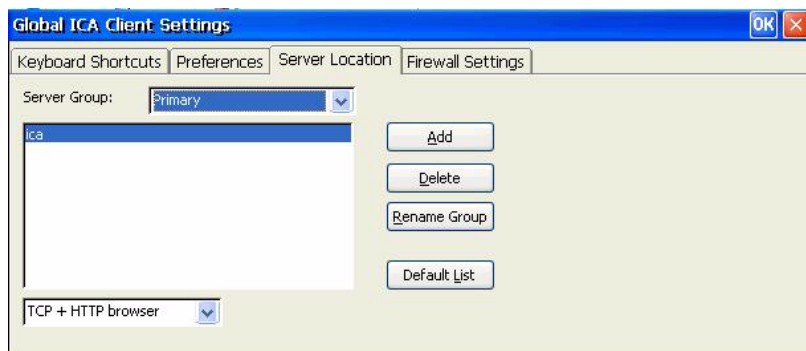 Global ICA Client Settings OK
Keyboard Shortcuts Preferences Server Location Firewall Settings
Server Group: Primary
ica
Add
Delete
Rename Group
Default List
TCP + HTTP browser